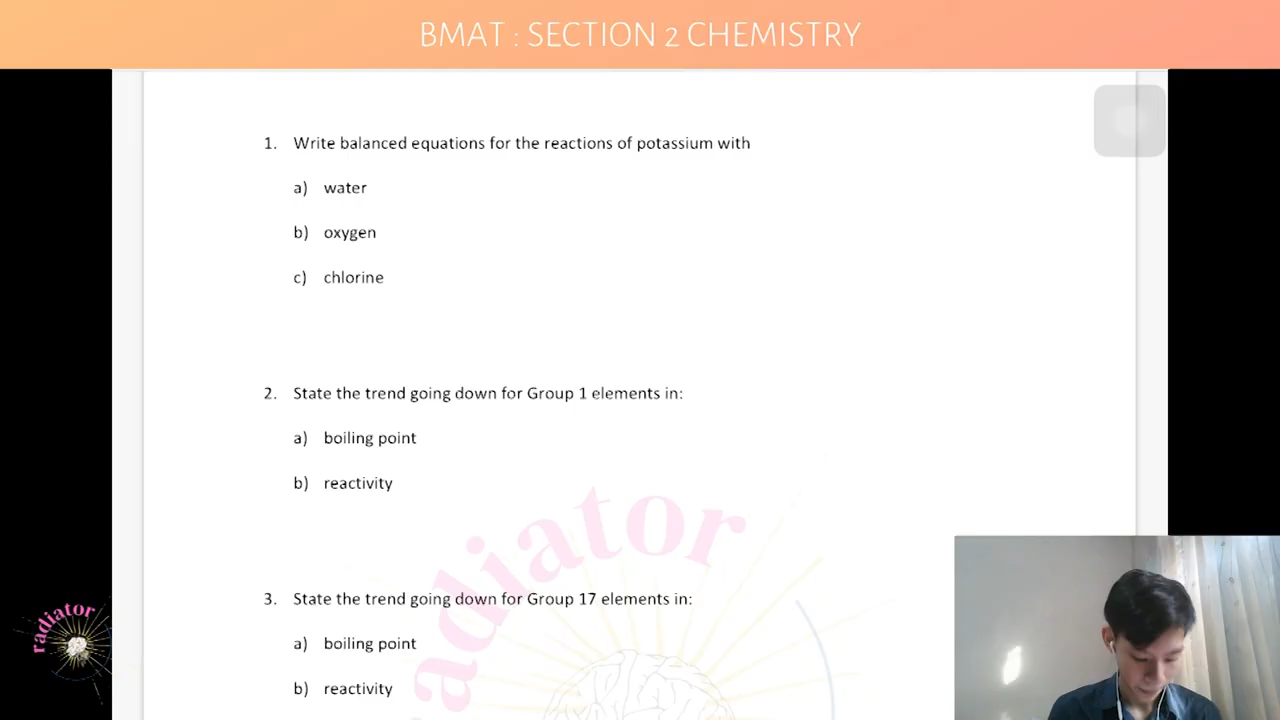 BMAT : SECTION 2 CHEMISTRY
1. Write balanced equations for the reactions of potassium with
a) water
b) oxygen
c) chlorine
2. State the trend going down for Group 1 elements in:
a) boiling point
b) reactivity
radiator
3. State the trend going down for Group 17 elements in:
a) boiling point
b) reactivity
radiator